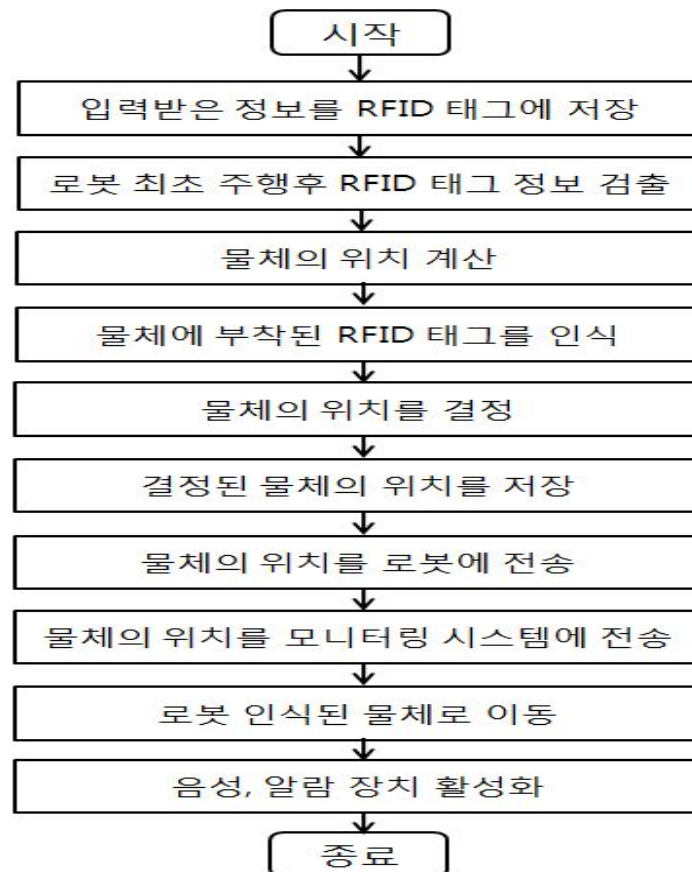 시작
입력받은 정보를 RFID 태그에 저장
로봇 최초 주행후 RFID 태그 정보 검출
물체의 위치 계산
물체에 부착된 RFID 태그를 인식
물체의 위치를 결정
결정된 물체의 위치를 저장
물체의 위치를 로봇에 전송
물체의 위치를 모니터링 시스템에 전송
로봇 인식된 물체로 이동
음성, 알람 장치 활성화
종료